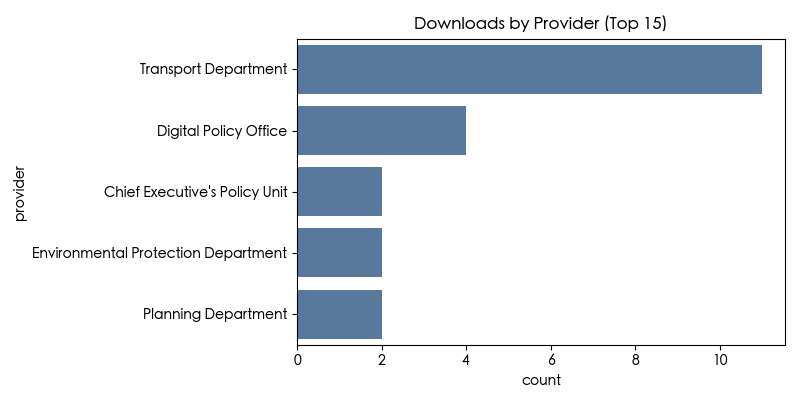 Downloads by Provider (Top 15)
Transport Department
Digital Policy Office
Chief Executive's Policy Unit
Environmental Protection Department
Planning Department
provider
0 2 4 6 8 10
count